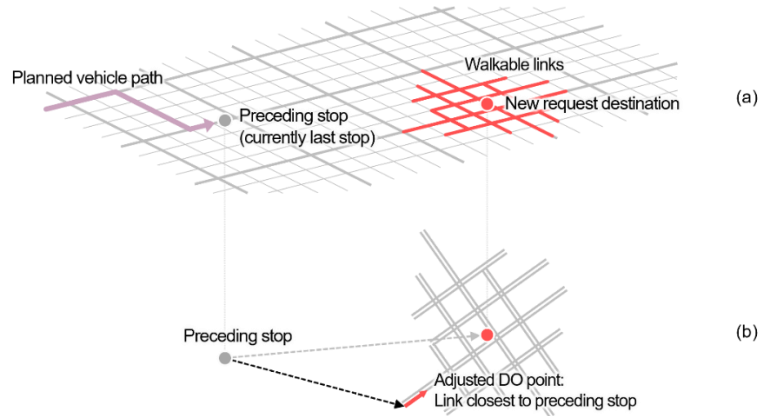 Walkable links
Planned vehicle path
Preceding stop
(currently last stop)
New request destination
(a)
Preceding stop
(b)
Adjusted DO point:
Link closest to preceding stop